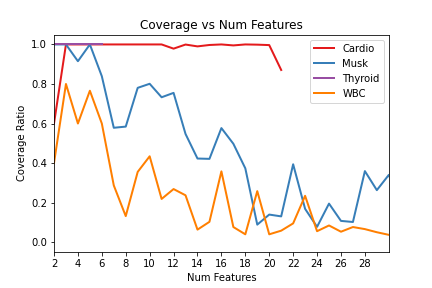 Coverage vs Num Features
Cardio
Musk
Thyroid
WBC
Coverage Ratio
1.0
0.8
0.6
0.4
0.2
0.0
2 4 6 8 10 12 14 16 18 20 22 24 26 28
Num Features